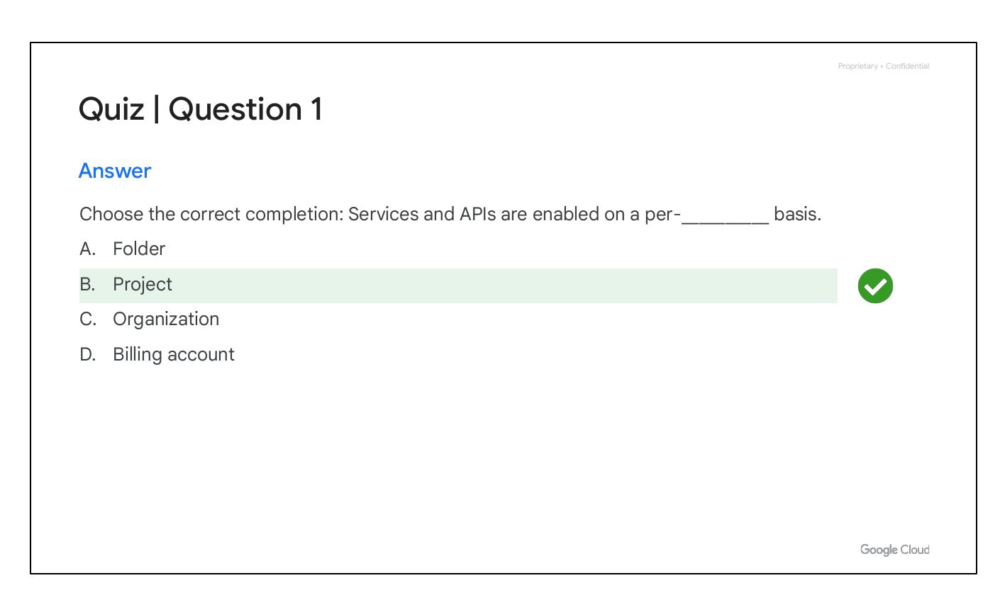 Proprietary + Confidential
Quiz | Question 1
Answer
Choose the correct completion: Services and APIs are enabled on a per-__________ basis.
A. Folder
B. Project
C. Organization
D. Billing account
Google Cloud